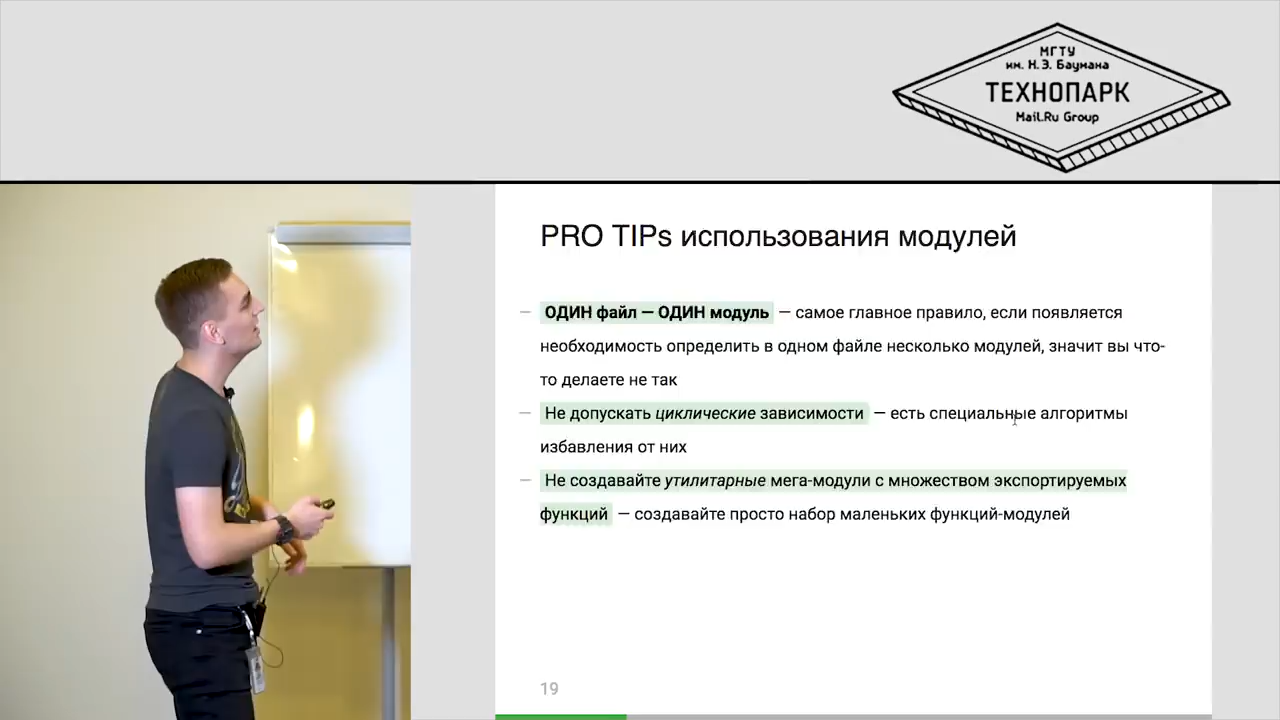 МГТУ
им. Н.Э. Баумана
ТЕХНОПАРК
Mail.Ru Group
PRO TIPs использования модулей
— ОДИН файл — ОДИН модуль — самое главное правило, если появляется
необходимость определить в одном файле несколько модулей, значит вы что-
то делаете не так
— Не допускать циклические зависимости — есть специальные алгоритмы
избавления от них
— Не создавайте утилитарные мега-модули с множеством экспортируемых
функций — создавайте просто набор маленьких функций-модулей
19